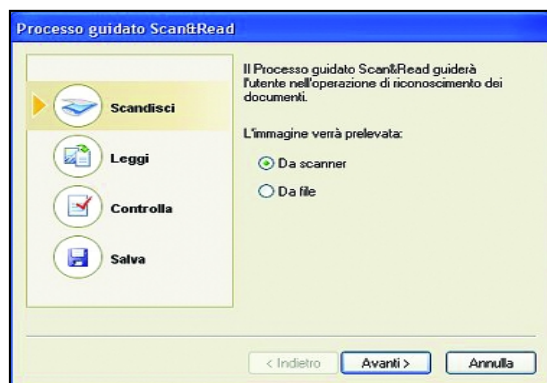 Processo guidato Scan&Read
Scandisci
Leggi
Controlla
Salva
Il Processo guidato Scan&Read guiderà
l'utente nell'operazione di riconoscimento dei
documenti.
L'immagine verrà prelevata:
Da scanner
Da file
< Indietro
Avanti >
Annulla